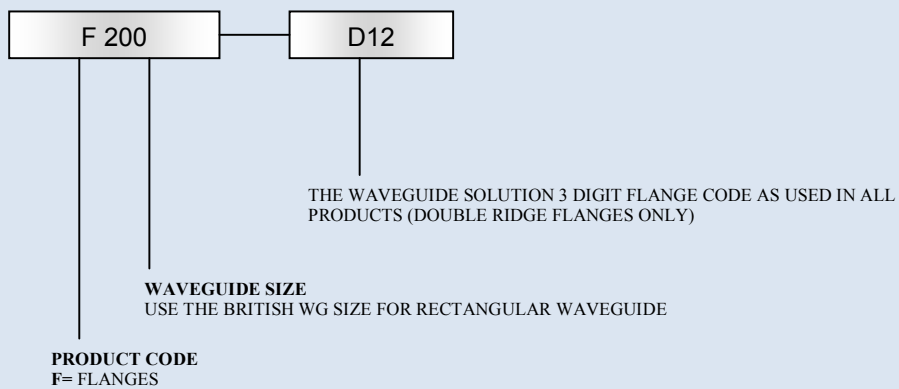 F 200
D12
THE WAVEGUIDE SOLUTION 3 DIGIT FLANGE CODE AS USED IN ALL
PRODUCTS (DOUBLE RIDGE FLANGES ONLY)
WAVEGUIDE SIZE
USE THE BRITISH WG SIZE FOR RECTANGULAR WAVEGUIDE
PRODUCT CODE
F= FLANGES